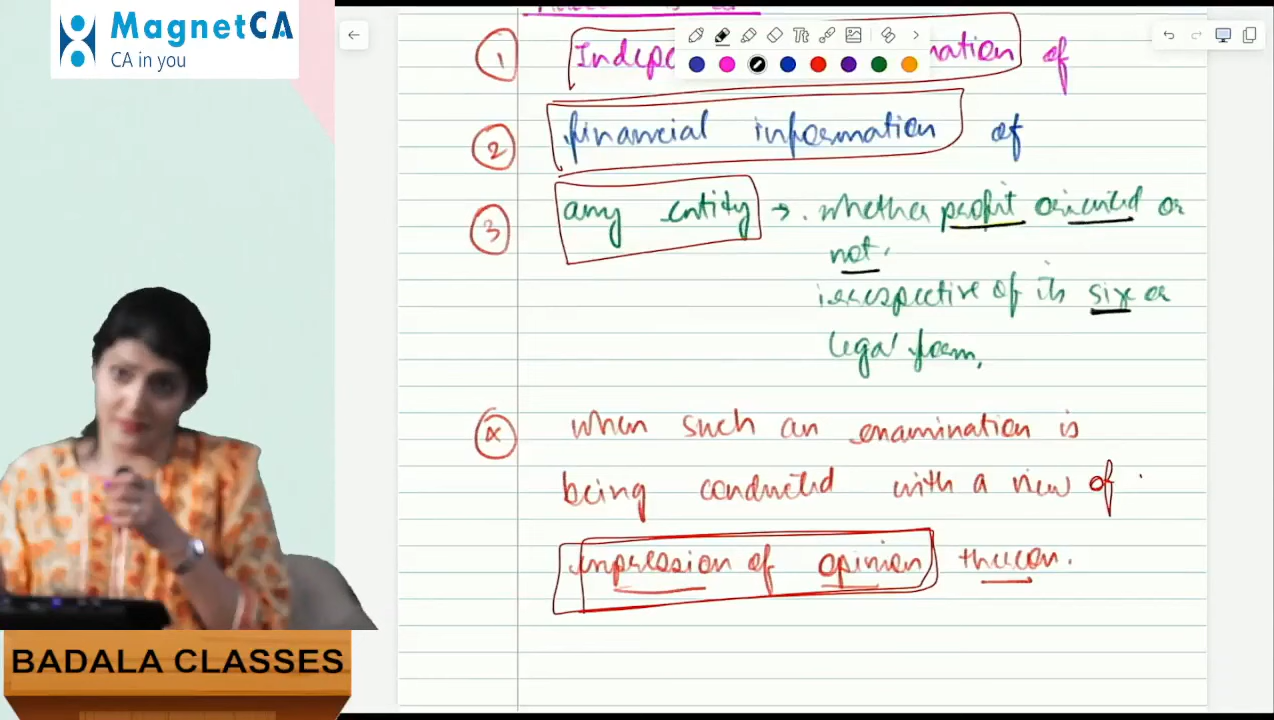 MagnetCA
CA in you
1 Indepe nation of
2 financial information of
3 any entity → whether profit oriented or
not.
irrespective of its size or
legal form,
when such an examination is
being conducted with a view of
expression of opinion thereon.
BADALA CLASSES